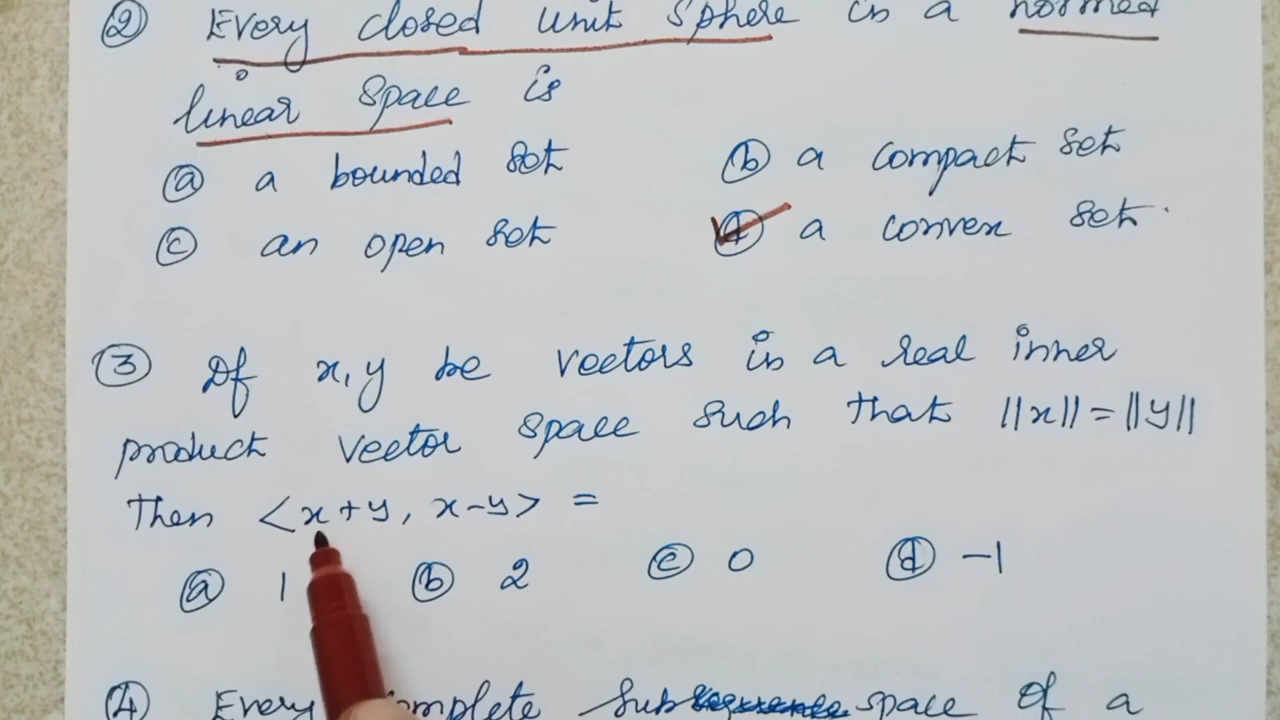 ② Every closed unit sphere in a normed
linear space is
ⓐ a bounded set ⓑ a compact set
ⓒ an open set ⓓ a convex set.
③ If x, y be vectors in a real inner
product vector space such that ||x|| = ||y||
Then <x+y, x-y> =
ⓐ 1 ⓑ 2 ⓒ 0 ⓓ -1
④ Every subspace of a